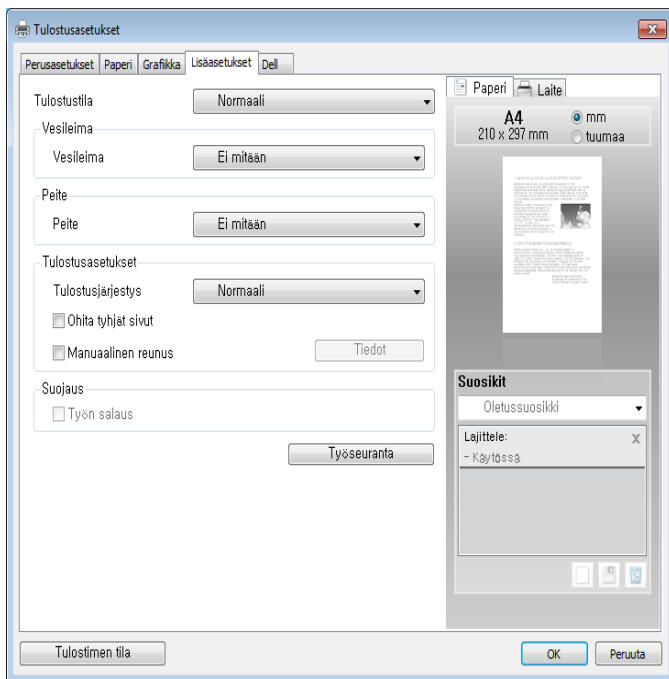 Tulostusasetukset
Perusasetukset Paperi Grafiikka Lisäasetukset Dell
Tulostustila Normaali
Vesileima
Vesileima Ei mitään
Peite
Peite Ei mitään
Tulostusasetukset
Tulostusjärjestys Normaali
Ohita tyhjät sivut
Manuaalinen reunus Tiedot
Suojaus
Työn salaus
Työseuranta
Paperi Laite
A4 mm
210 x 297 mm tuumaa
Suosikit
Oletussuosikki
Lajittele: X
- Käytössä
Tulostimen tila OK Peruuta